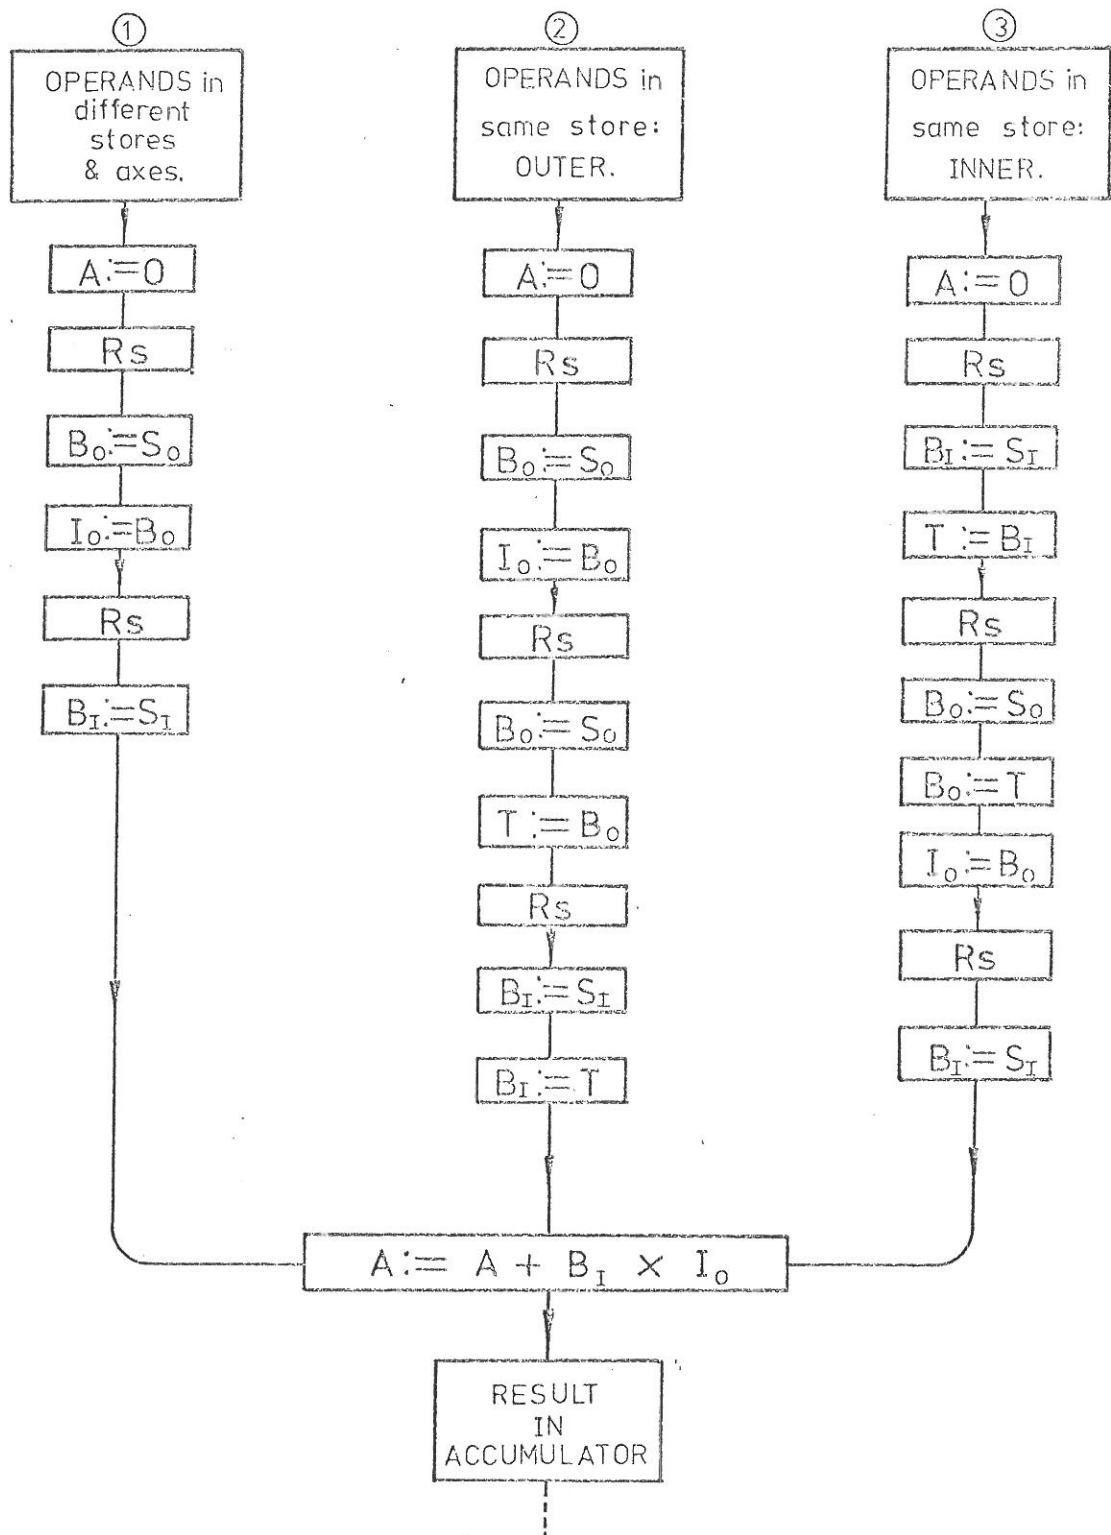 ①
OPERANDS in
different
stores
& axes.
A:=0
Rs
B₀:=S₀
I₀:=B₀
Rs
B_I:=S_I
②
OPERANDS in
same store:
OUTER.
A:=0
Rs
B₀:=S₀
I₀:=B₀
Rs
B₀:=S₀
T:=B₀
Rs
B_I:=S_I
B_I:=T
③
OPERANDS in
same store:
INNER.
A:=0
Rs
B_I:=S_I
T:=B_I
Rs
B₀:=S₀
B₀:=T
I₀:=B₀
Rs
B_I:=S_I
A:= A + B_I × I₀
RESULT
IN
ACCUMULATOR